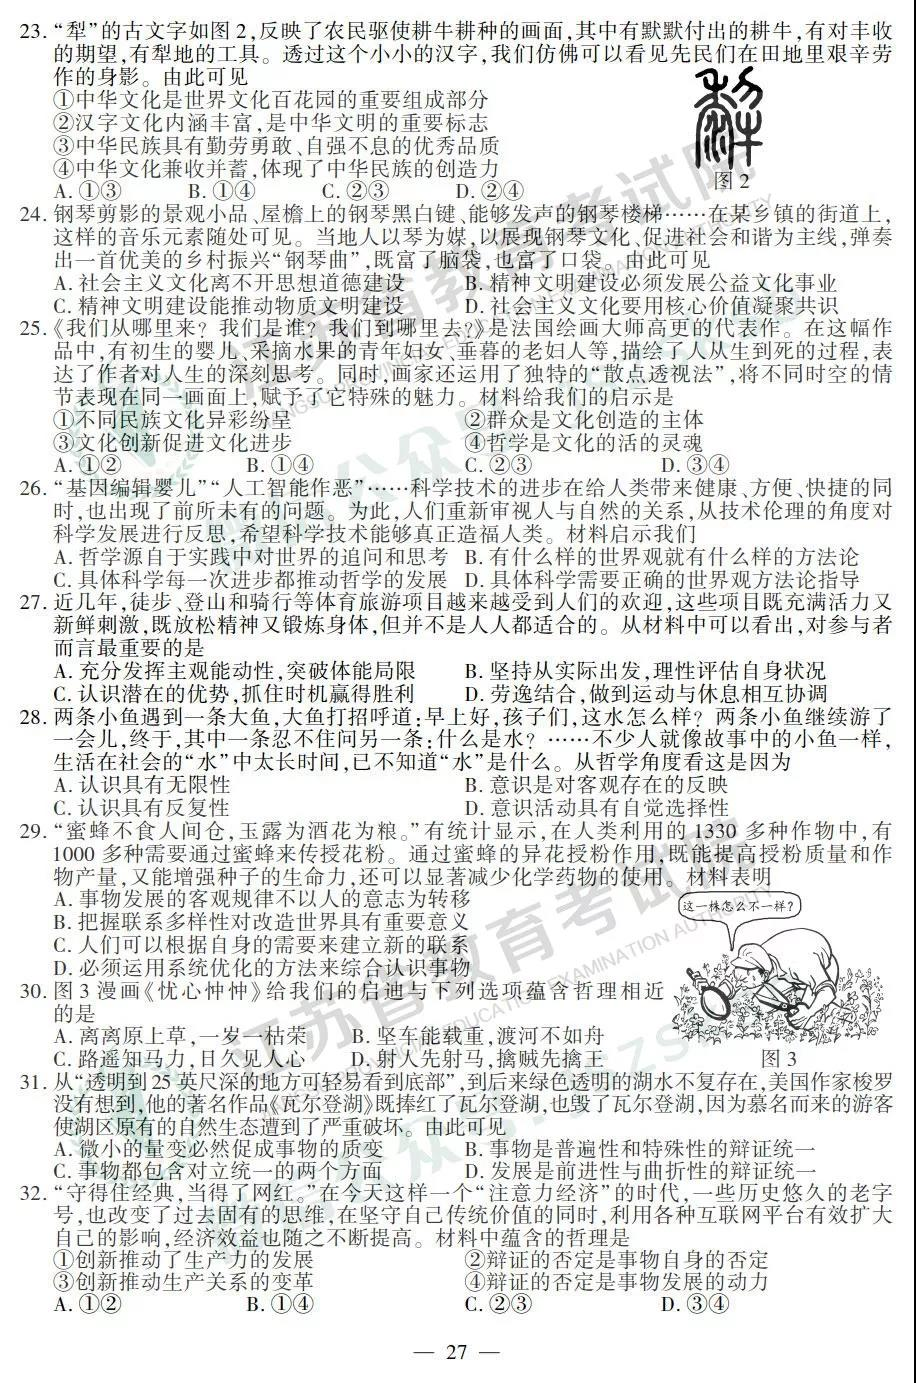 23. “犁”的古文字如图2,反映了农民驱使耕牛耕种的画面,其中有默默付出的耕牛,有对丰收
的期望,有犁地的工具。透过这个小小的汉字,我们仿佛可以看见先民们在田地里艰辛劳
作的身影。由此可见
①中华文化是世界文化百花园的重要组成部分
②汉字文化内涵丰富,是中华文明的重要标志
③中华民族具有勤劳勇敢、自强不息的优秀品质
④中华文化兼收并蓄,体现了中华民族的创造力
图2
A. ①③ B. ①④ C. ②③ D. ②④
24. 钢琴剪影的景观小品、屋檐上的钢琴黑白键、能够发声的钢琴楼梯……在某乡镇的街道上,
这样的音乐元素随处可见。当地人以琴为媒,以展现钢琴文化、促进社会和谐为主线,弹奏
出一首优美的乡村振兴“钢琴曲”,既富了脑袋,也富了口袋。由此可见
A. 社会主义文化离不开思想道德建设 B. 精神文明建设必须发展公益文化事业
C. 精神文明建设能推动物质文明建设 D. 社会主义文化要用核心价值凝聚共识
25.《我们从哪里来? 我们是谁? 我们到哪里去?》是法国绘画大师高更的代表作。在这幅作
品中,有初生的婴儿、采摘水果的青年妇女、垂暮的老妇人等,描绘了人从生到死的过程,表
达了作者对人生的深刻思考。同时,画家还运用了独特的“散点透视法”,将不同时空的情
节表现在同一画面上,赋予了它特殊的魅力。材料给我们的启示是
①不同民族文化异彩纷呈 ②群众是文化创造的主体
③文化创新促进文化进步 ④哲学是文化的活的灵魂
A. ①② B. ①④ C. ②③ D. ③④
26. “基因编辑婴儿”“人工智能作恶”……科学技术的进步在给人类带来健康、方便、快捷的同
时,也出现了前所未有的问题。为此,人们重新审视人与自然的关系,从技术伦理的角度对
科学发展进行反思,希望科学技术能够真正造福人类。材料启示我们
A. 哲学源自于实践中对世界的追问和思考 B. 有什么样的世界观就有什么样的方法论
C. 具体科学每一次进步都推动哲学的发展 D. 具体科学需要正确的世界观方法论指导
27. 近几年,徒步、登山和骑行等体育旅游项目越来越受到人们的欢迎,这些项目既充满活力又
新鲜刺激,既放松精神又锻炼身体,但并不是人人都适合的。从材料中可以看出,对参与者
而言最重要的是
A. 充分发挥主观能动性,突破体能局限 B. 坚持从实际出发,理性评估自身状况
C. 认识潜在的优势,抓住时机赢得胜利 D. 劳逸结合,做到运动与休息相互协调
28. 两条小鱼遇到一条大鱼,大鱼打招呼道:早上好,孩子们,这水怎么样? 两条小鱼继续游了
一会儿,终于,其中一条忍不住问另一条:什么是水? ……不少人就像故事中的小鱼一样,
生活在社会的“水”中太长时间,已不知道“水”是什么。从哲学角度看这是因为
A. 认识具有无限性 B. 意识是对客观存在的反映
C. 认识具有反复性 D. 意识活动具有自觉选择性
29. “蜜蜂不食人间仓,玉露为酒花为粮。”有统计显示,在人类利用的 1330 多种作物中,有
1000 多种需要通过蜜蜂来传授花粉。通过蜜蜂的异花授粉作用,既能提高授粉质量和作
物产量,又能增强种子的生命力,还可以显著减少化学药物的使用。材料表明
A. 事物发展的客观规律不以人的意志为转移
B. 把握联系多样性对改造世界具有重要意义
C. 人们可以根据自身的需要来建立新的联系
D. 必须运用系统优化的方法来综合认识事物
这一株怎么不一样?
30. 图 3 漫画《忧心忡忡》给我们的启迪与下列选项蕴含哲理相近
的是
A. 离离原上草,一岁一枯荣 B. 坚车能载重,渡河不如舟
C. 路遥知马力,日久见人心 D. 射人先射马,擒贼先擒王
图 3
31. 从“透明到 25 英尺深的地方可轻易看到底部”,到后来绿色透明的湖水不复存在,美国作家梭罗
没有想到,他的著名作品《瓦尔登湖》既捧红了瓦尔登湖,也毁了瓦尔登湖,因为慕名而来的游客
使湖区原有的自然生态遭到了严重破坏。由此可见
A. 微小的量变必然促成事物的质变 B. 事物是普遍性和特殊性的辩证统一
C. 事物都包含对立统一的两个方面 D. 发展是前进性与曲折性的辩证统一
32. “守得住经典,当得了网红。”在今天这样一个“注意力经济”的时代,一些历史悠久的老字
号,也改变了过去固有的思维,在坚守自己传统价值的同时,利用各种互联网平台有效扩大
自己的影响,经济效益也随之不断提高。材料中蕴含的哲理是
①创新推动了生产力的发展 ②辩证的否定是事物自身的否定
③创新推动生产关系的变革 ④辩证的否定是事物发展的动力
A. ①② B. ①④ C. ②③ D. ③④
— 27 —
江苏省教育考试院
JIANGSU PROVINCIAL EDUCATION EXAMINATION AUTHORITY
江苏省教育考试院
JIANGSU PROVINCIAL EDUCATION EXAMINATION AUTHORITY